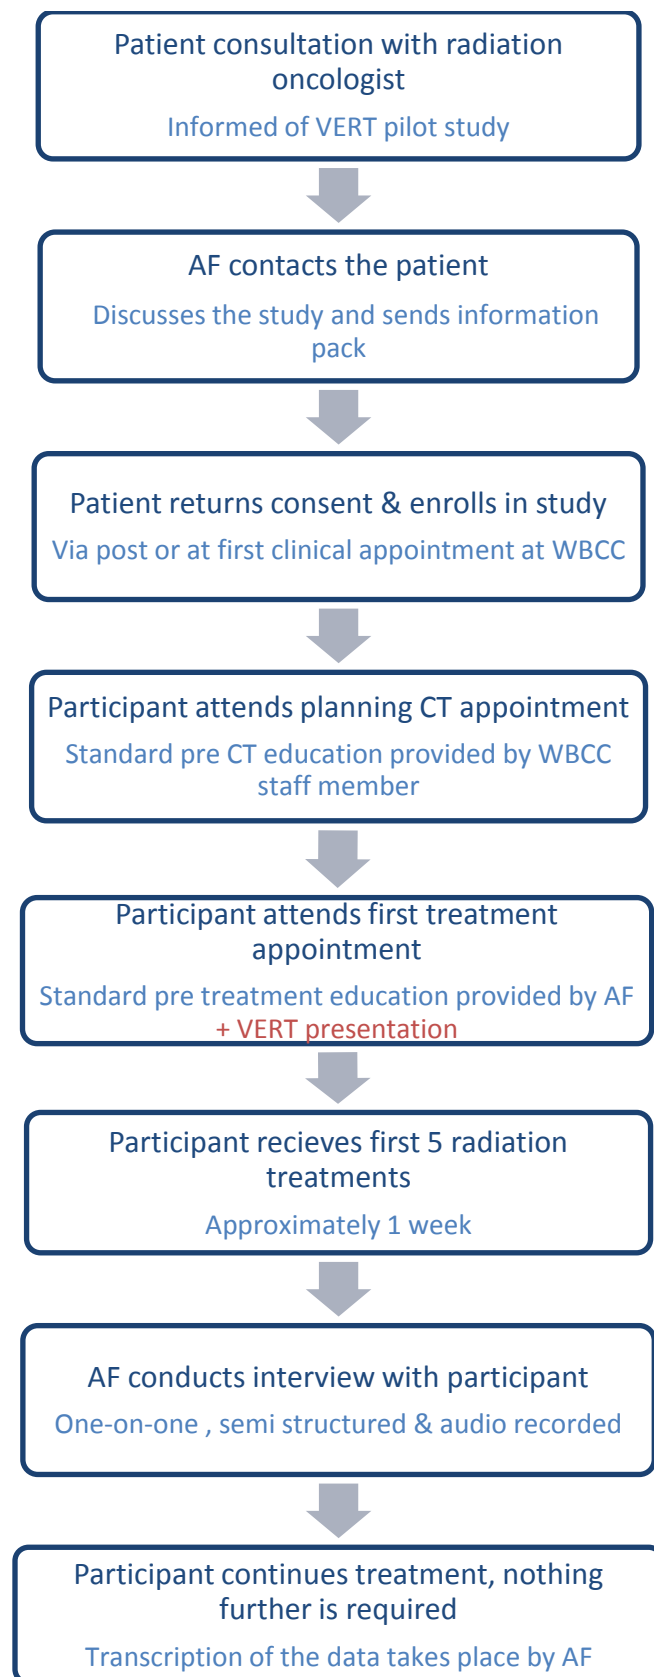 Patient consultation with radiation
oncologist
Informed of VERT pilot study
AF contacts the patient
Discusses the study and sends information
pack
Patient returns consent & enrolls in study
Via post or at first clinical appointment at WBCC
Participant attends planning CT appointment
Standard pre CT education provided by WBCC
staff member
Participant attends first treatment
appointment
Standard pre treatment education provided by AF
+ VERT presentation
Participant recieves first 5 radiation
treatments
Approximately 1 week
AF conducts interview with participant
One-on-one , semi structured & audio recorded
Participant continues treatment, nothing
further is required
Transcription of the data takes place by AF